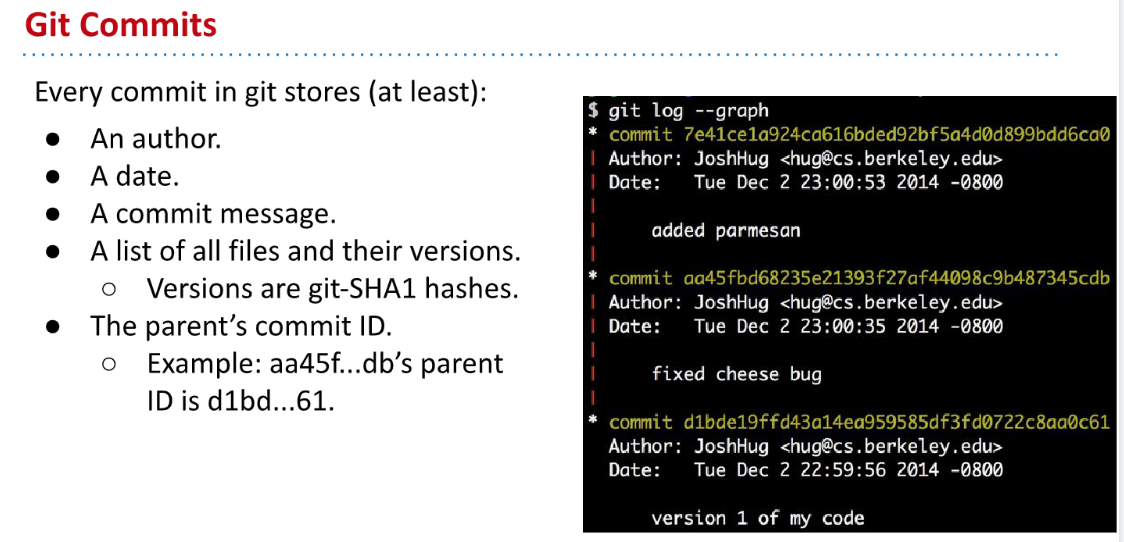 Git Commits
Every commit in git stores (at least):
● An author.
● A date.
● A commit message.
● A list of all files and their versions.
○ Versions are git-SHA1 hashes.
● The parent’s commit ID.
○ Example: aa45f...db’s parent
ID is d1bd...61.
$ git log --graph
* commit 7e41ce1a924ca616bded92bf5a4d0d899bdd6ca0
| Author: JoshHug <hug@cs.berkeley.edu>
| Date:   Tue Dec 2 23:00:53 2014 -0800
|
|     added parmesan
|
* commit aa45fbd68235e21393f27af44098c9b487345cdb
| Author: JoshHug <hug@cs.berkeley.edu>
| Date:   Tue Dec 2 23:00:35 2014 -0800
|
|     fixed cheese bug
|
* commit d1bde19ffd43a14ea959585df3fd0722c8aa0c61
Author: JoshHug <hug@cs.berkeley.edu>
Date:   Tue Dec 2 22:59:56 2014 -0800
version 1 of my code